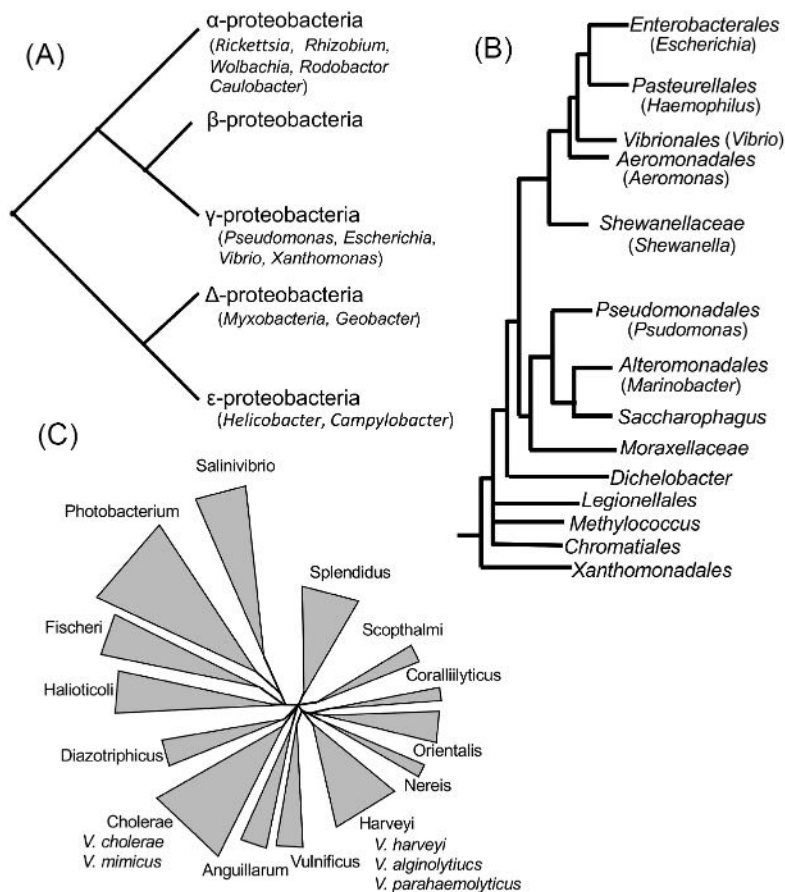 (A)
α-proteobacteria
(Rickettsia, Rhizobium,
Wolbachia, Rodobactor
Caulobacter)
β-proteobacteria
γ-proteobacteria
(Pseudomonas, Escherichia,
Vibrio, Xanthomonas)
Δ-proteobacteria
(Myxobacteria, Geobacter)
ε-proteobacteria
(Helicobacter, Campylobacter)
(B)
Enterobacterales
(Escherichia)
Pasteurellales
(Haemophilus)
Vibrionales (Vibrio)
Aeromonadales
(Aeromonas)
Shewanellaceae
(Shewanella)
Pseudomonadales
(Psudomonas)
Alteromonadales
(Marinobacter)
Saccharophagus
Moraxellaceae
Dichelobacter
Legionellales
Methylococcus
Chromatiales
Xanthomonadales
(C)
Salinivibrio
Photobacterium
Splendidus
Fischeri
Scopthalmi
Coralliilyticus
Halioticoli
Orientalis
Diazotriphicus
Nereis
Cholerae
V. cholerae
V. mimicus
Anguillarum
Vulnificus
Harveyi
V. harveyi
V. alginolytiucs
V. parahaemolyticus